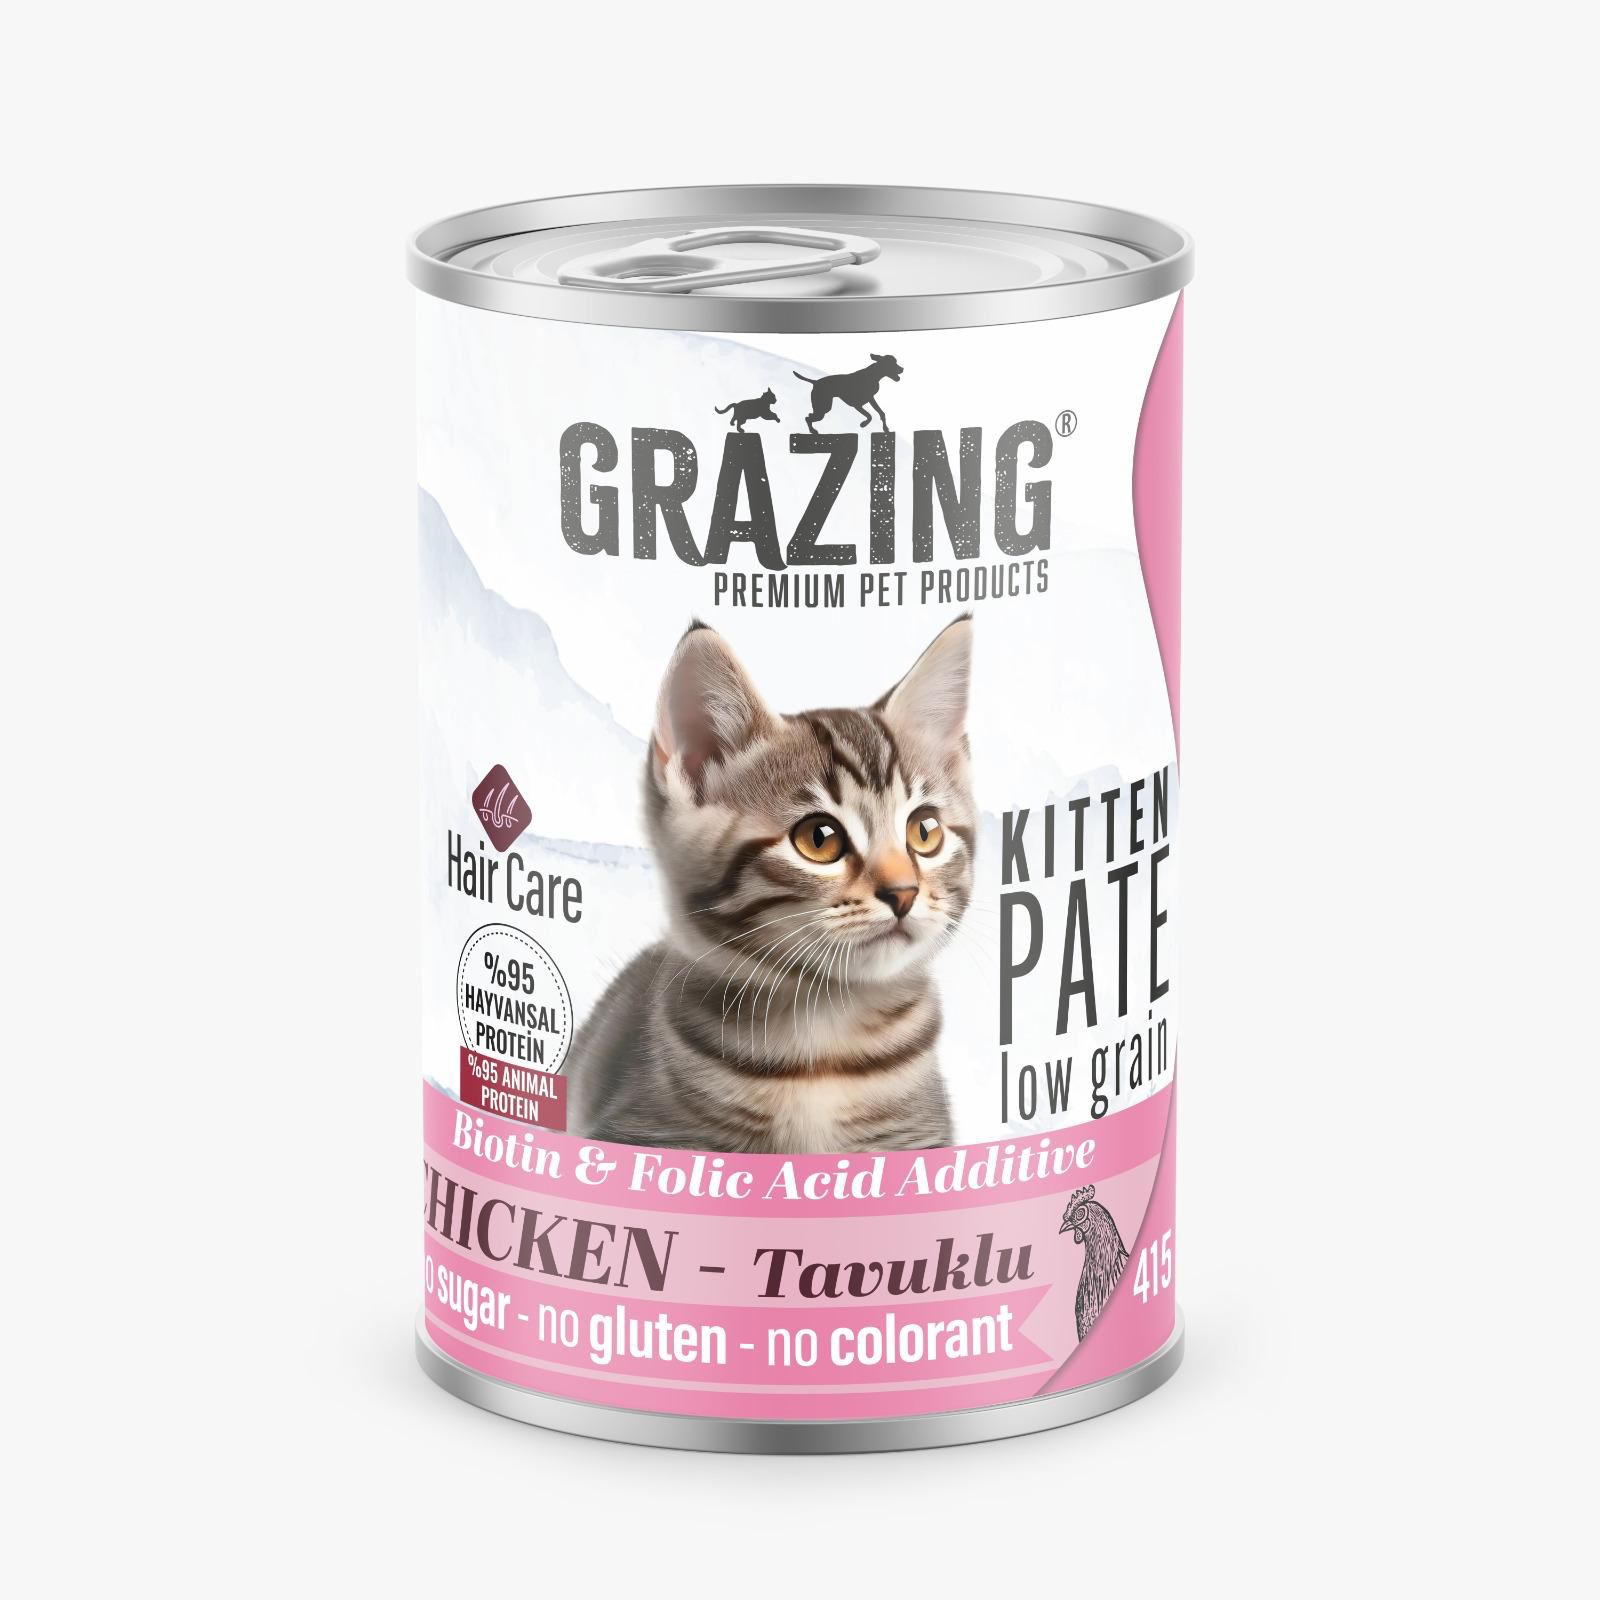 GRAZING®
PREMIUM PET PRODUCTS
Hair Care
%95
HAYVANSAL
PROTEİN
%95 ANIMAL
PROTEIN
KITTEN
PATE
low grain
Biotin & Folic Acid Additive
CHICKEN - Tavuklu
sugar - no gluten - no colorant
415